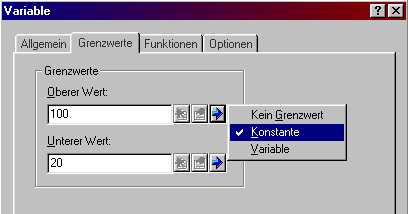 Variable
Allgemein Grenzwerte Funktionen Optionen
Grenzwerte
Oberer Wert:
100
Kein Grenzwert
Konstante
Variable
Unterer Wert:
20